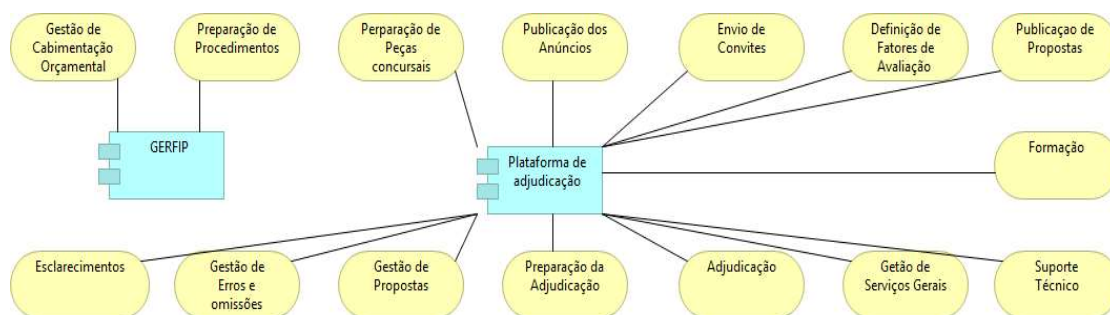 Gestão de
Cabimentação
Orçamental
Preparação de
Procedimentos
Perparação de
Peças
concursais
Publicação dos
Anúncios
Envio de
Convites
Definição de
Fatores de
Avaliação
Publicaçao de
Propostas
GERFIP
Plataforma de
adjudicação
Formação
Esclarecimentos
Gestão de
Erros e
omissões
Gestão de
Propostas
Preparação da
Adjudicação
Adjudicação
Getão de
Serviços Gerais
Suporte
Técnico